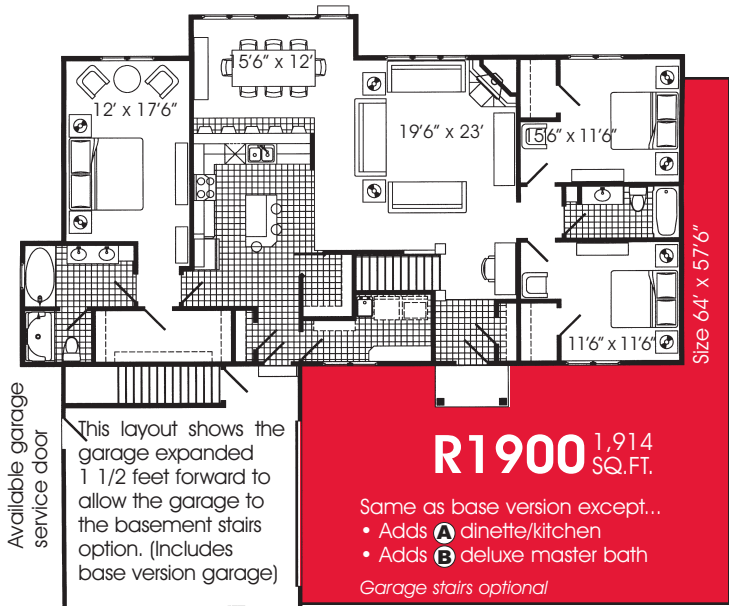 15'6" x 12'
12' x 17'6"
19'6" x 23'
15'6" x 11'6"
11'6" x 11'6"
Size 64' x 57'6"
Available garage
service door
This layout shows the
garage expanded
1 1/2 feet forward to
allow the garage to
the basement stairs
option. (Includes
base version garage)
R1900 1,914
SQ.FT.
Same as base version except...
• Adds A dinette/kitchen
• Adds B deluxe master bath
Garage stairs optional